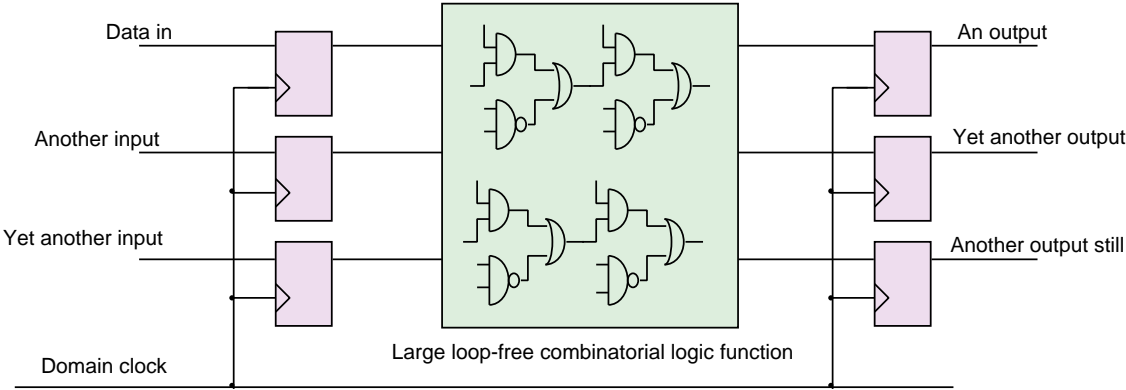 Data in
An output
Another input
Yet another output
Yet another input
Another output still
Large loop-free combinatorial logic function
Domain clock